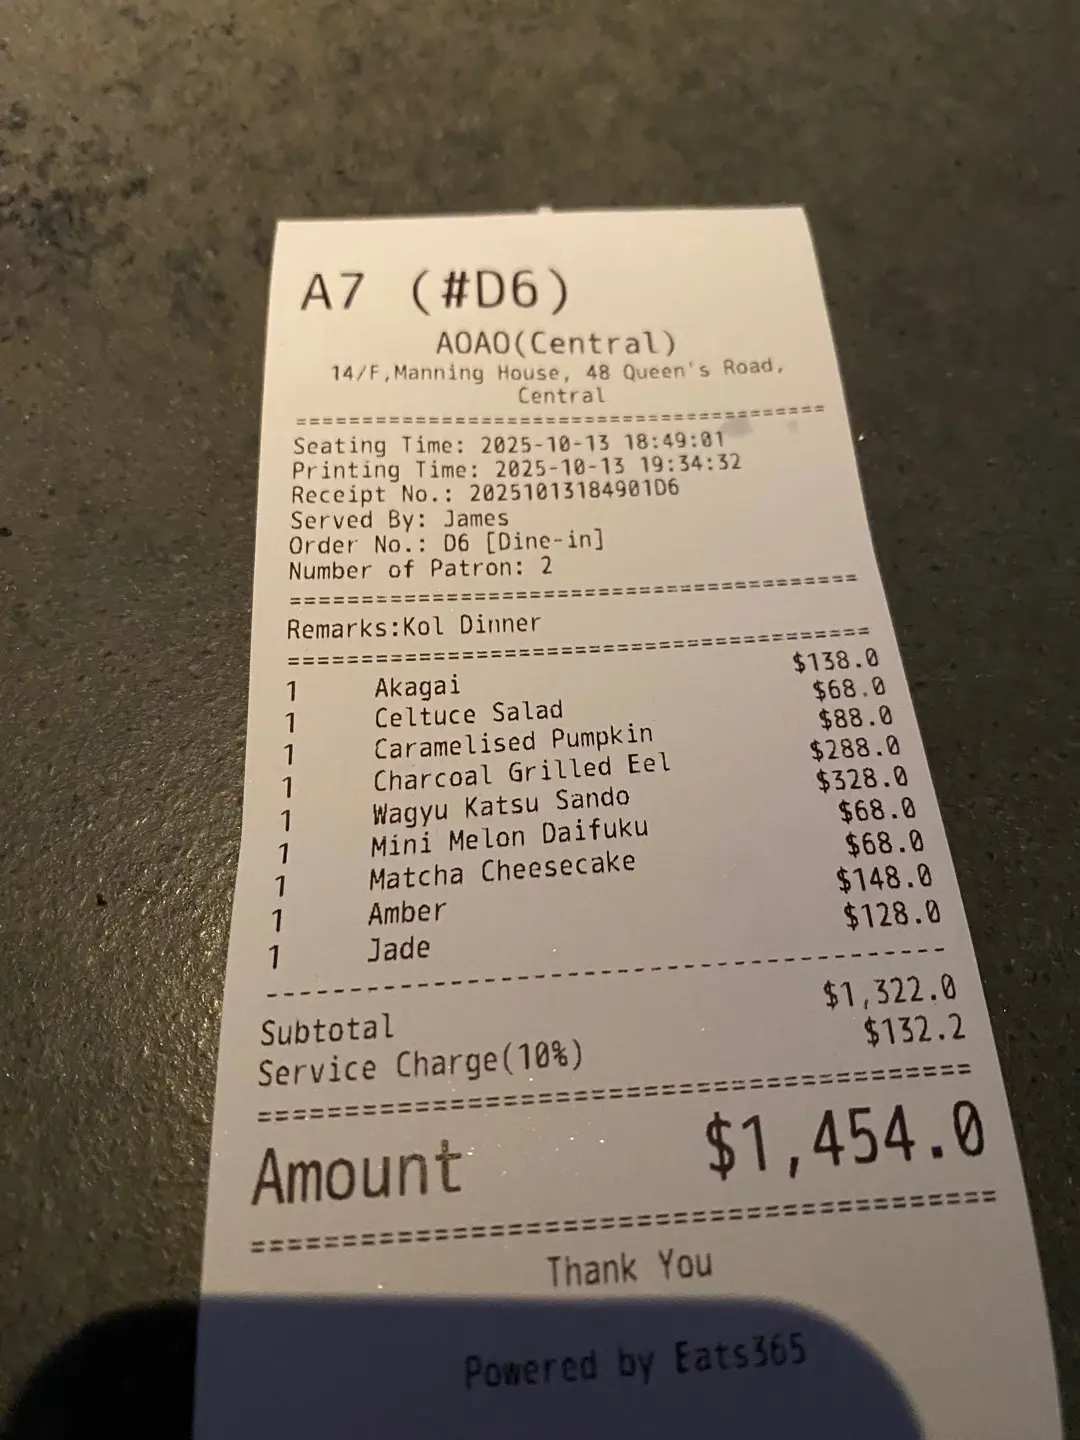 A7 (#D6)
AOAO(Central)
14/F,Manning House, 48 Queen's Road,
Central
=====================================
Seating Time: 2025-10-13 18:49:01
Printing Time: 2025-10-13 19:34:32
Receipt No.: 20251013184901D6
Served By: James
Order No.: D6 [Dine-in]
Number of Patron: 2
=====================================
Remarks:Kol Dinner
=====================================
1 Akagai $138.0
1 Celtuce Salad $68.0
1 Caramelised Pumpkin $88.0
1 Charcoal Grilled Eel $288.0
1 Wagyu Katsu Sando $328.0
1 Mini Melon Daifuku $68.0
1 Matcha Cheesecake $68.0
1 Amber $148.0
1 Jade $128.0
-------------------------------------
Subtotal $1,322.0
Service Charge(10%) $132.2
=====================================
Amount $1,454.0
=====================================
Thank You
Powered by Eats365